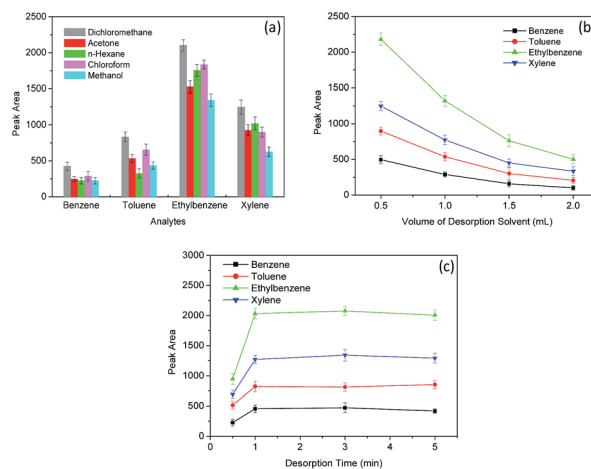 (a)
Dichloromethane
Acetone
n-Hexane
Chloroform
Methanol
2500
2000
1500
1000
500
0
Peak Area
Benzene Toluene Ethylbenzene Xylene
Analytes
(b)
Benzene
Toluene
Ethylbenzene
Xylene
2500
2000
1500
1000
500
0
Peak Area
0.5 1.0 1.5 2.0
Volume of Desorption Solvent (mL)
(c)
Benzene
Toluene
Ethylbenzene
Xylene
3000
2500
2000
1500
1000
500
0
Peak Area
0 1 2 3 4 5
Desorption Time (min)